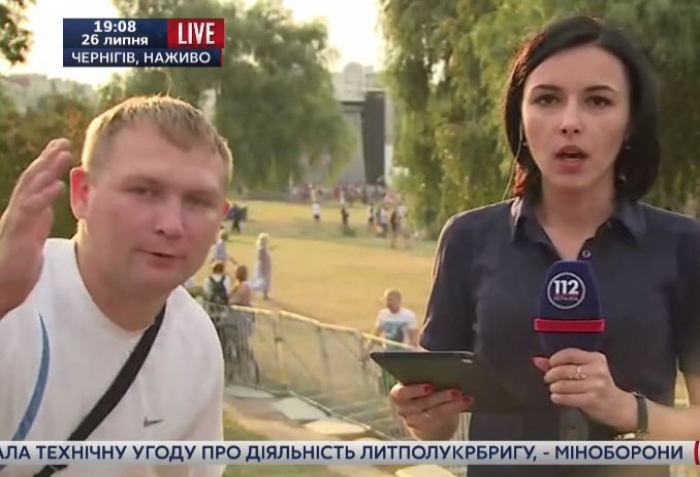 19:08
26 липня
LIVE
ЧЕРНІГІВ, НАЖИВО
112
УКРАЇНА
АЛА ТЕХНІЧНУ УГОДУ ПРО ДІЯЛЬНІСТЬ ЛИТПОЛУКРБРИГУ, - МІНОБОРОНИ